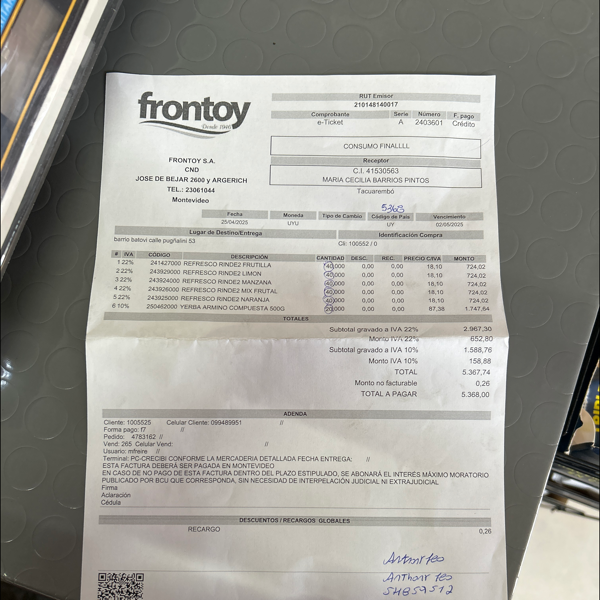 frontoy
Desde 1946
RUT Emisor
210148140017
Comprobante Serie Número F. pago
e-Ticket A 2403601 Crédito
CONSUMO FINALLLL
FRONTOY S.A.
CND
JOSE DE BEJAR 2600 y ARGERICH
TEL.: 23061044
Montevideo
Receptor
C.I. 41530563
MARIA CECILIA BARRIOS PINTOS
Tacuarembó
5368
Fecha Moneda Tipo de Cambio Código de País Vencimiento
25/04/2025 UYU UY 02/05/2025
Lugar de Destino/Entrega Identificación Compra
barrio batovi calle pugñalini 53 Cli: 100552 / 0
# IVA CÓDIGO DESCRIPCIÓN CANTIDAD DESC. REC. PRECIO C/IVA MONTO
1 22% 241427000 REFRESCO RINDE2 FRUTILLA 40,000 0,00 0,00 18,10 724,02
2 22% 243929000 REFRESCO RINDE2 LIMON 40,000 0,00 0,00 18,10 724,02
3 22% 243924000 REFRESCO RINDE2 MANZANA 40,000 0,00 0,00 18,10 724,02
4 22% 243926000 REFRESCO RINDE2 MIX FRUTAL 40,000 0,00 0,00 18,10 724,02
5 22% 243925000 REFRESCO RINDE2 NARANJA 40,000 0,00 0,00 18,10 724,02
6 10% 250462000 YERBA ARMINO COMPUESTA 500G 20,000 0,00 0,00 87,38 1.747,64
TOTALES
Subtotal gravado a IVA 22% 2.967,30
Monto IVA 22% 652,80
Subtotal gravado a IVA 10% 1.588,76
Monto IVA 10% 158,88
TOTAL 5.367,74
Monto no facturable 0,26
TOTAL A PAGAR 5.368,00
ADENDA
Cliente: 1005525 Celular Cliente: 099489951 //
Forma pago: f7 //
Pedido: 4783162 //
Vend: 265 Celular Vend: //
Usuario: mfreire //
Terminal: PC-CRECIBI CONFORME LA MERCADERIA DETALLADA FECHA ENTREGA: //
ESTA FACTURA DEBERÁ SER PAGADA EN MONTEVIDEO
EN CASO DE NO PAGO DE ESTA FACTURA DENTRO DEL PLAZO ESTIPULADO, SE ABONARÁ EL INTERÉS MÁXIMO MORATORIO
PUBLICADO POR BCU QUE CORRESPONDA, SIN NECESIDAD DE INTERPELACIÓN JUDICIAL NI EXTRAJUDICIAL
Firma
Aclaración
Cédula
DESCUENTOS / RECARGOS GLOBALES
RECARGO 0,26
Anthony Leo
54859512